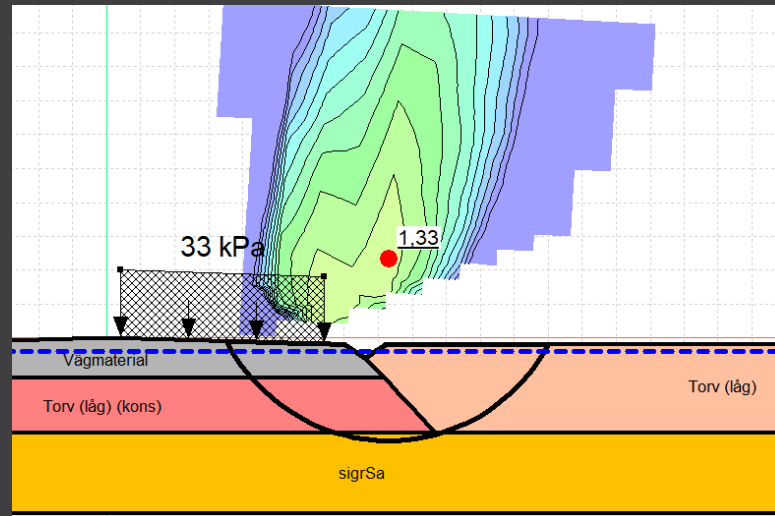 1,33
33 kPa
Vägmaterial
Torv (låg)
Torv (låg) (kons)
sigrSa